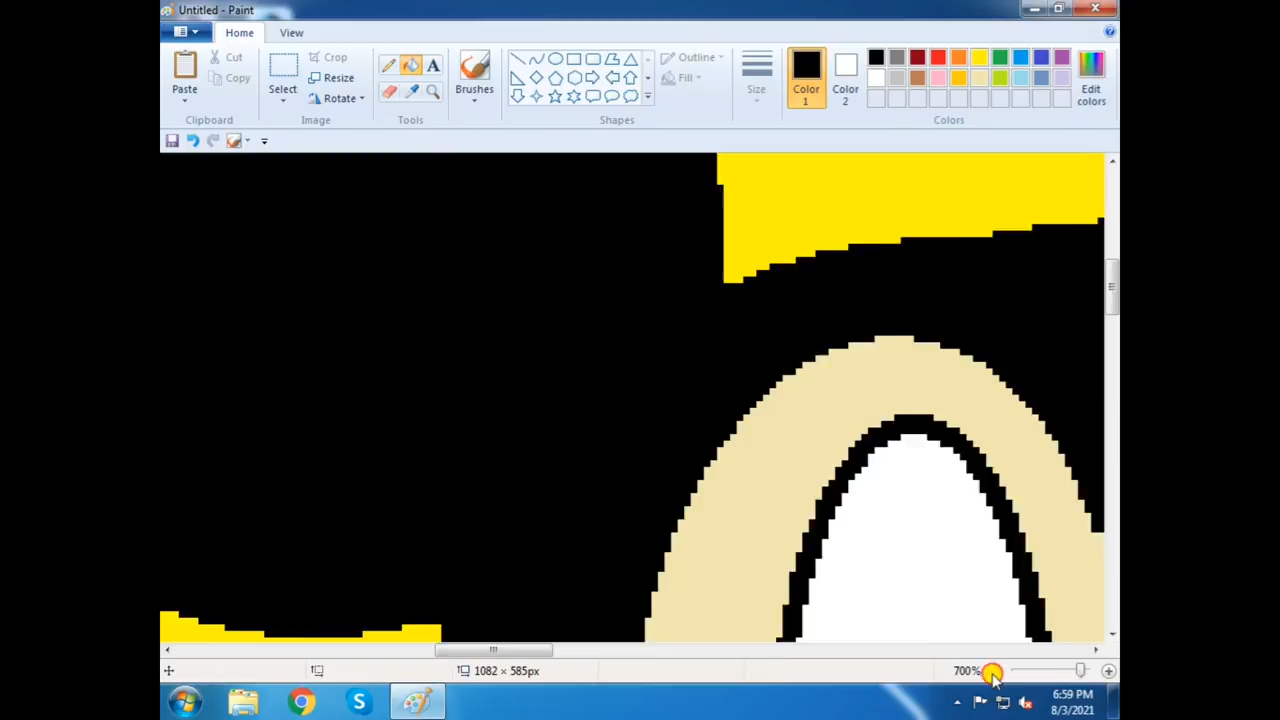 Untitled - Paint
Home View
Paste
Cut
Copy
Clipboard
Select
Crop
Resize
Rotate
Image
A
Tools
Brushes
Outline
Fill
Shapes
Size
Color 1
Color 2
Edit colors
Colors
1082 × 585px
700%
S
6:59 PM
8/3/2021